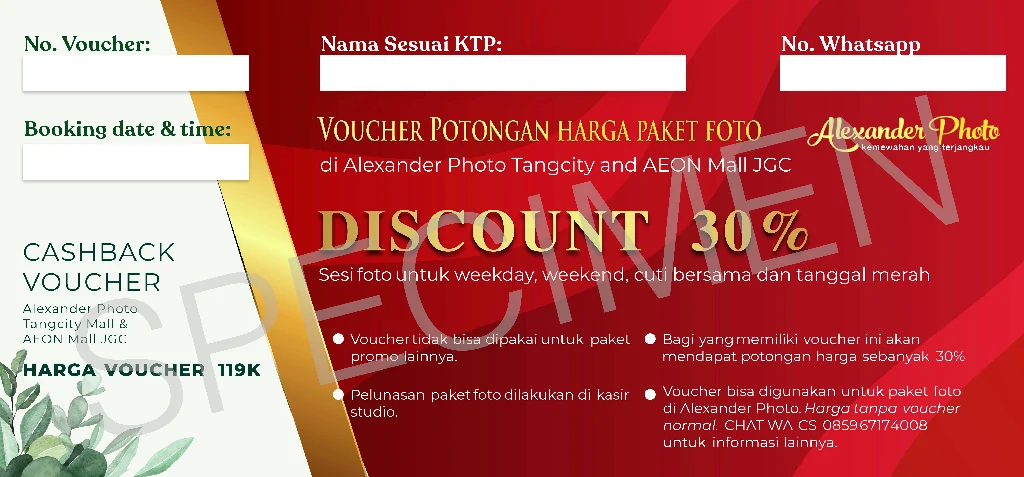 No. Voucher:
Booking date & time:
CASHBACK
VOUCHER
Alexander Photo
Tangcity Mall &
AEON Mall JGC
HARGA VOUCHER 119K
Nama Sesuai KTP:
No. Whatsapp
VOUCHER POTONGAN HARGA PAKET FOTO
di Alexander Photo Tangcity and AEON Mall JGC
Alexander Photo
kemewahan yang terjangkau
DISCOUNT 30%
Sesi foto untuk weekday, weekend, cuti bersama dan tanggal merah
Voucher tidak bisa dipakai untuk paket
promo lainnya.
Pelunasan paket foto dilakukan di kasir
studio.
Bagi yang memiliki voucher ini akan
mendapat potongan harga sebanyak 30%
Voucher bisa digunakan untuk paket foto
di Alexander Photo. Harga tanpa voucher
normal. CHAT WA CS 085967174008
untuk informasi lainnya.
SPECIMEN